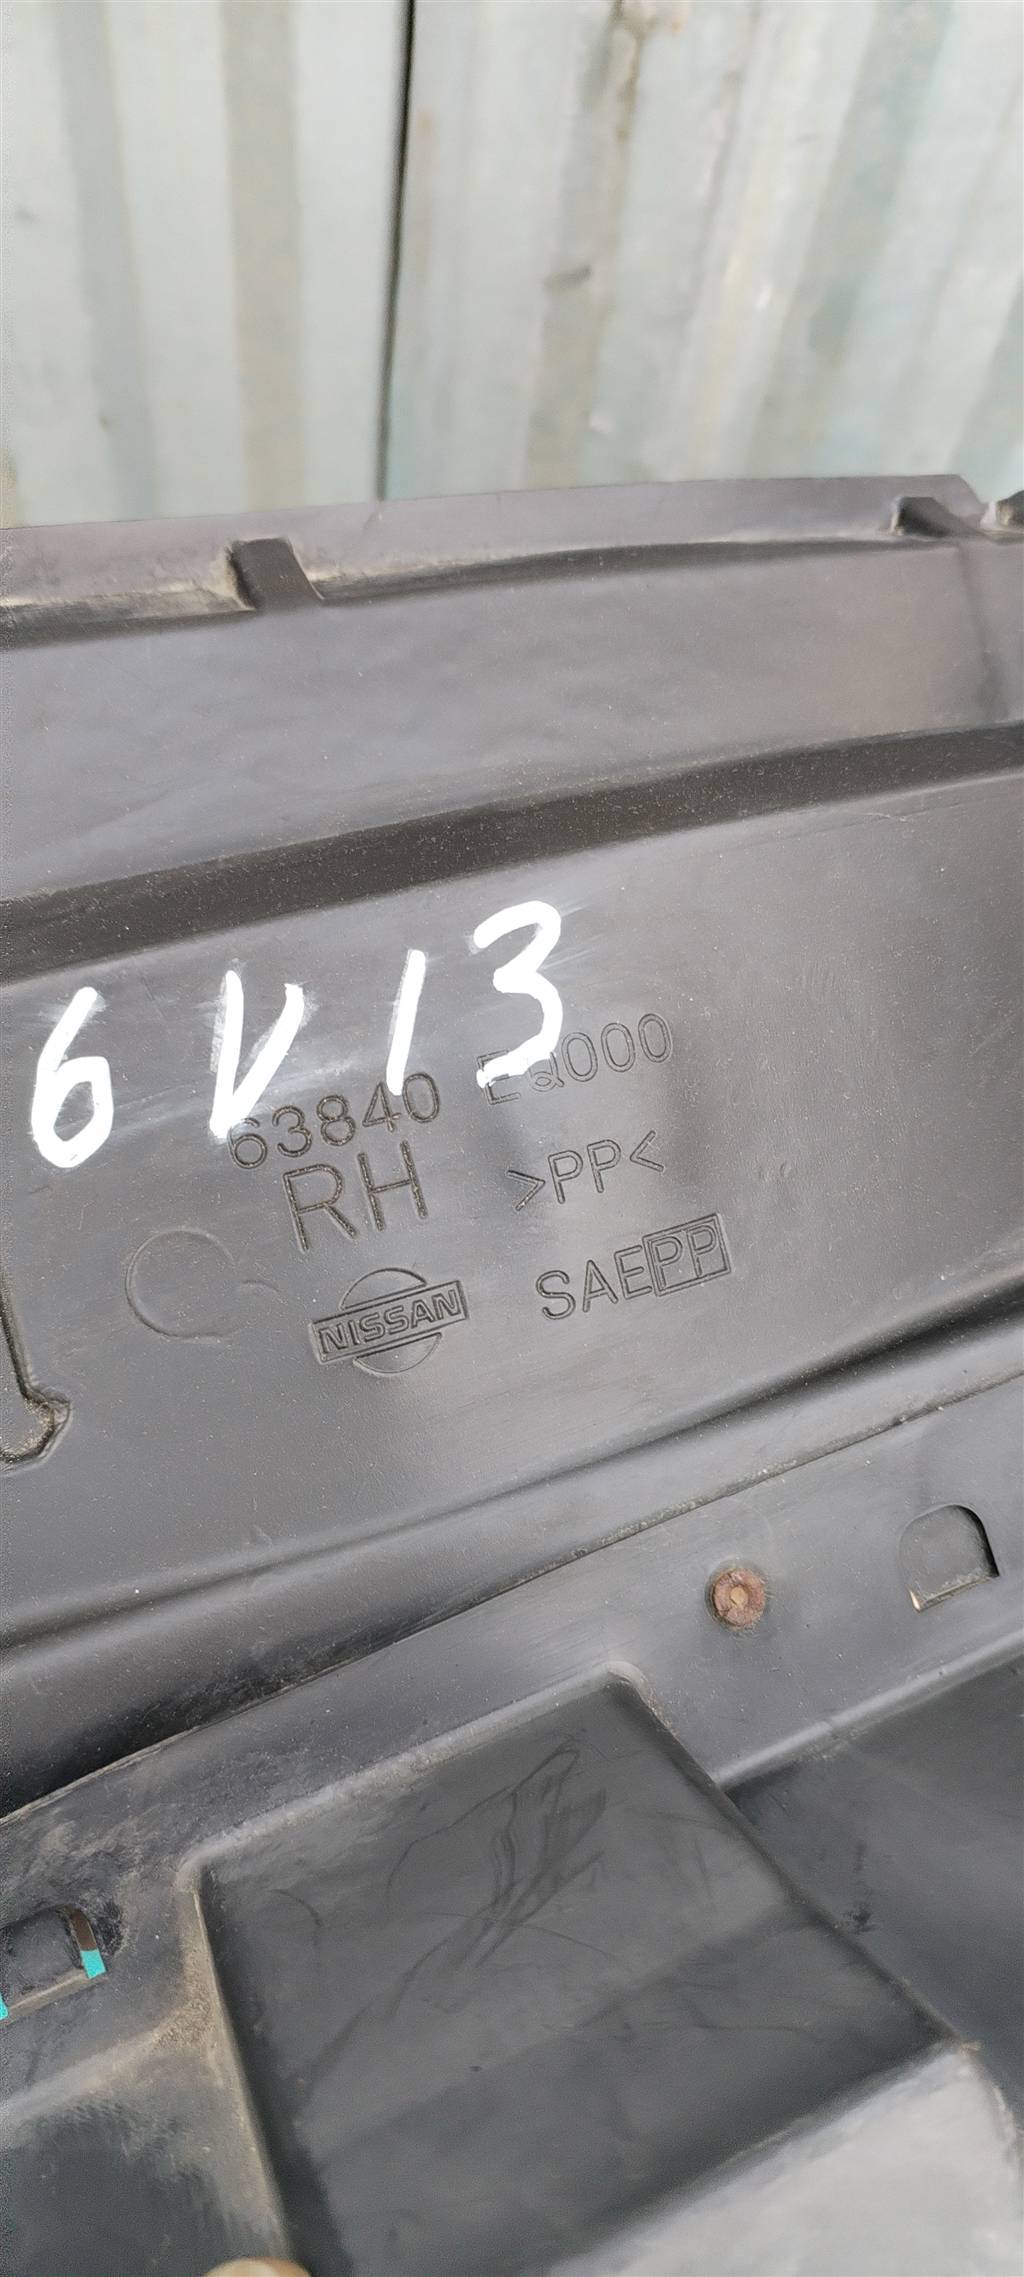 6V13
63840 EQ000
RH >PP<
NISSAN SAE PP